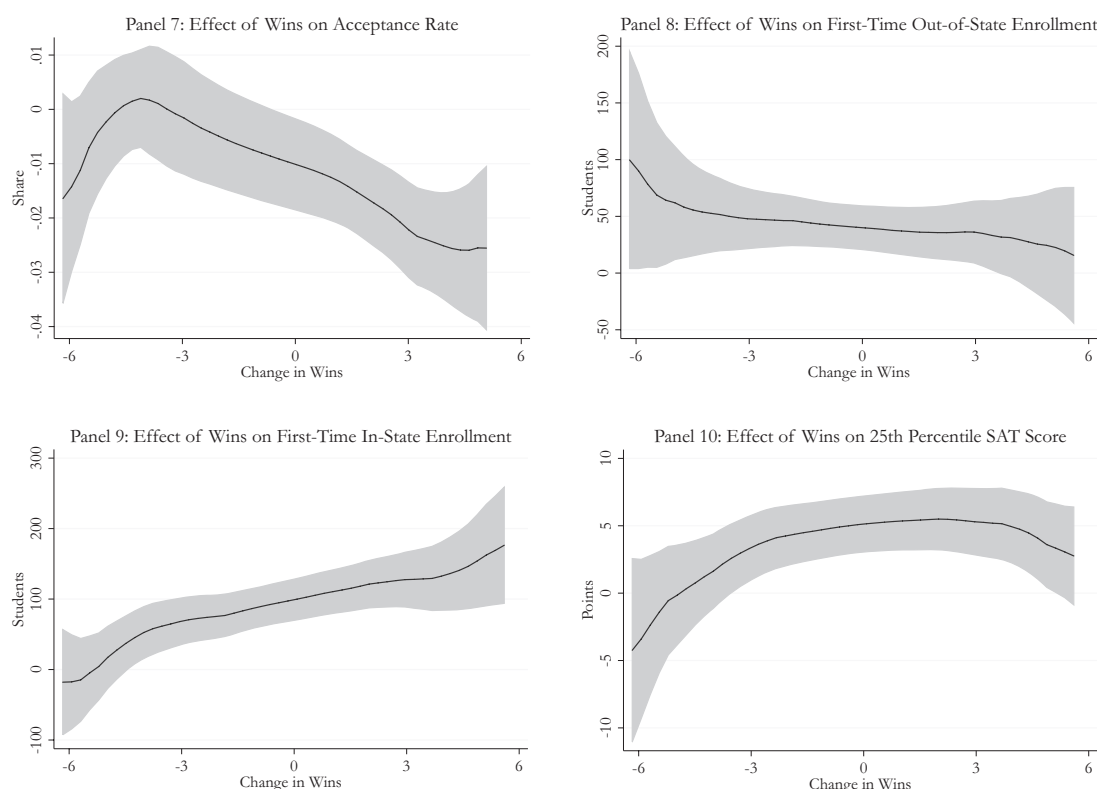 Panel 7: Effect of Wins on Acceptance Rate
Share
.01
0
-.01
-.02
-.03
-.04
-6 -3 0 3 6
Change in Wins
Panel 8: Effect of Wins on First-Time Out-of-State Enrollment
Students
200
150
100
50
0
-50
-6 -3 0 3 6
Change in Wins
Panel 9: Effect of Wins on First-Time In-State Enrollment
Students
300
200
100
0
-100
-6 -3 0 3 6
Change in Wins
Panel 10: Effect of Wins on 25th Percentile SAT Score
Points
10
5
0
-5
-10
-6 -3 0 3 6
Change in Wins